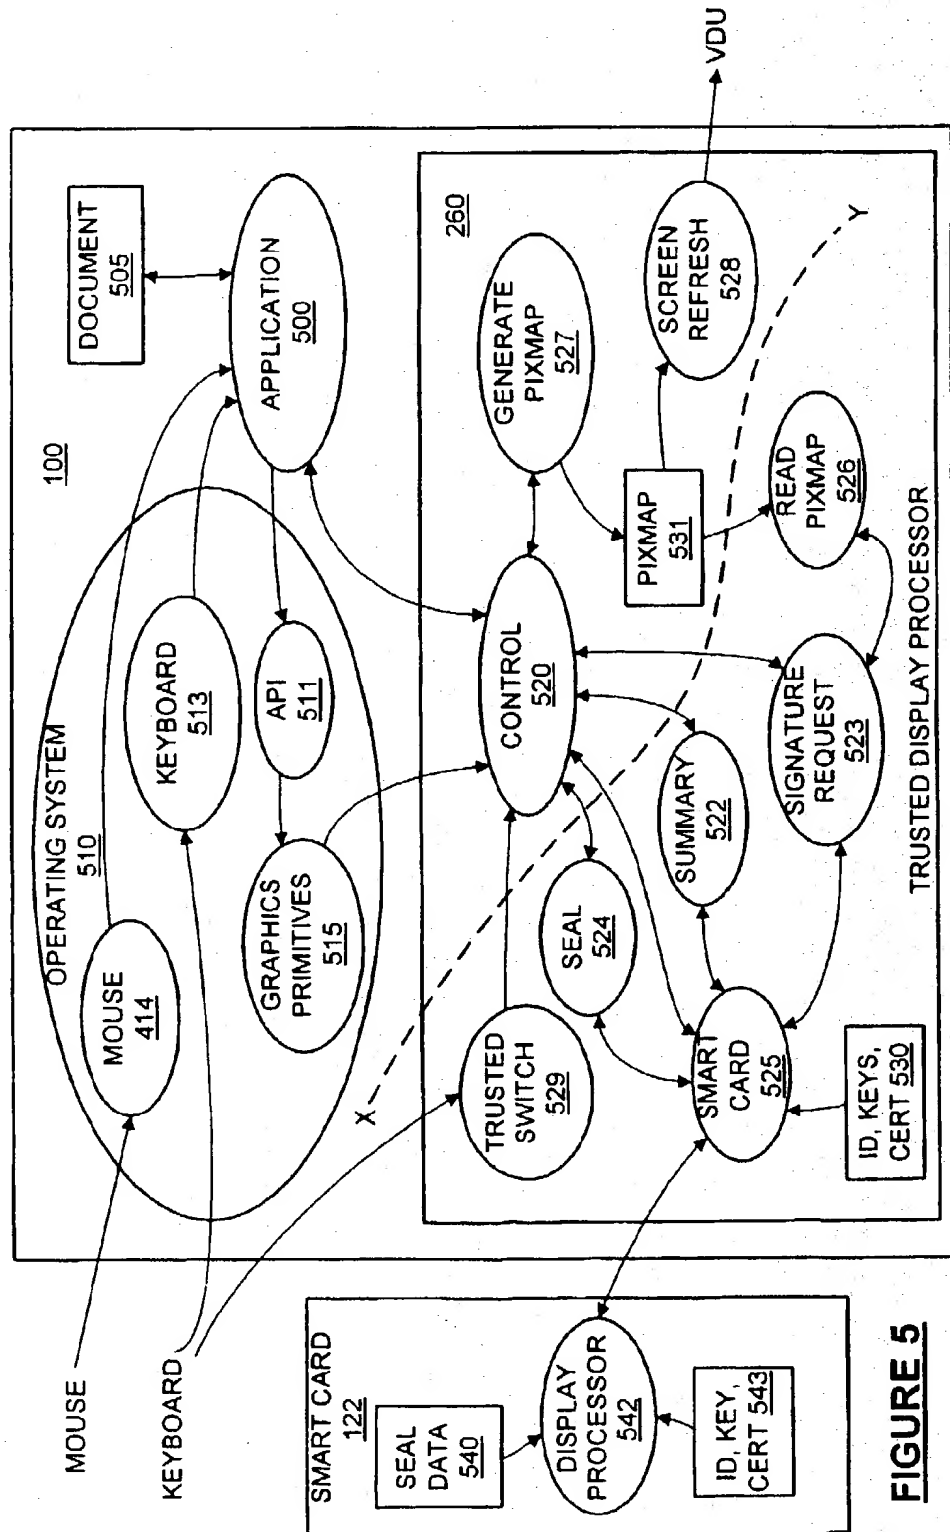 MOUSE
KEYBOARD
100
OPERATING SYSTEM
510
MOUSE
414
KEYBOARD
513
GRAPHICS
PRIMITIVES
515
API
511
APPLICATION
500
DOCUMENT
505
X
260
TRUSTED
SWITCH
529
CONTROL
520
GENERATE
PIXMAP
527
SEAL
524
PIXMAP
531
SCREEN
REFRESH
528
VDU
SMART
CARD
525
SUMMARY
522
SIGNATURE
REQUEST
523
READ
PIXMAP
526
Y
ID, KEYS,
CERT 530
TRUSTED DISPLAY PROCESSOR
SMART CARD
122
SEAL
DATA
540
DISPLAY
PROCESSOR
542
ID, KEY,
CERT 543
FIGURE 5